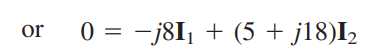 or 0 = −j8I₁ + (5 + j18)I₂